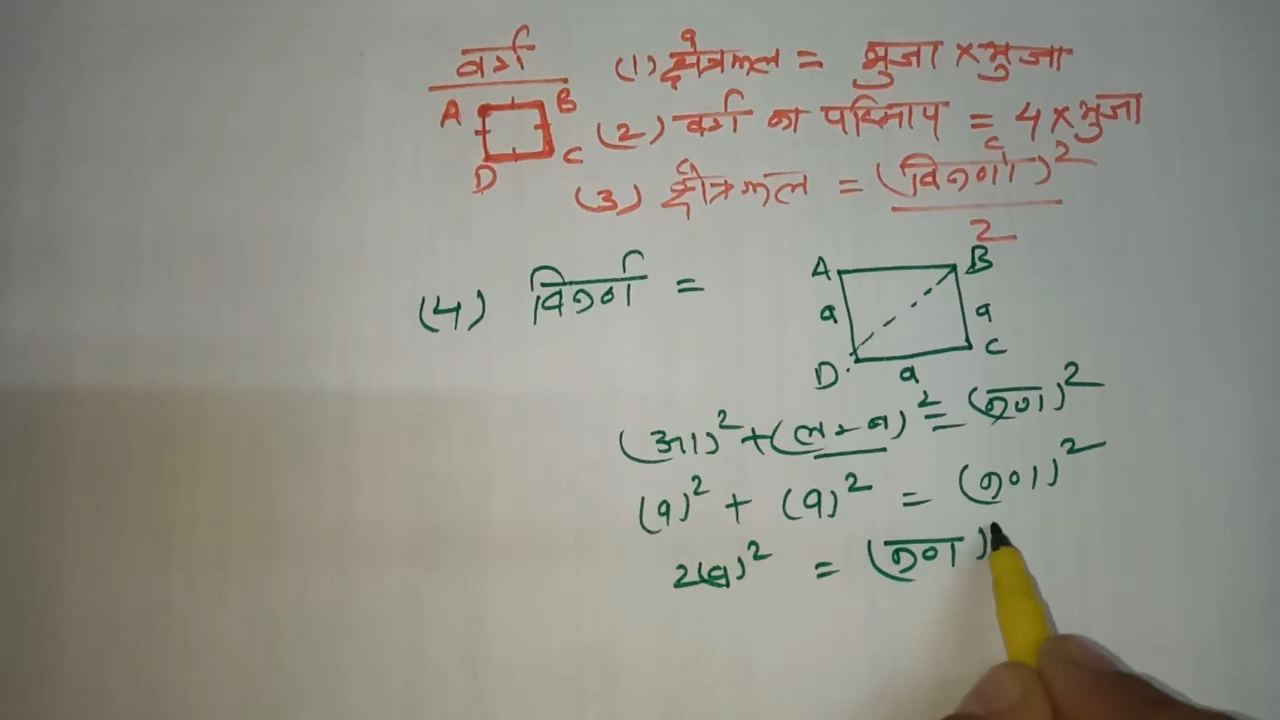 वर्ग
(1) क्षेत्रफल = भुजा × भुजा
A B
(2) वर्ग का परिमाप = 4 × भुजा
D C
(3) क्षेत्रफल = (विकर्ण)² / 2
(4) विकर्ण =
A B
a a
D C
a
(आ)² + (लम्ब)² = (कर्ण)²
(a)² + (a)² = (कर्ण)²
2(a)² = (कर्ण)